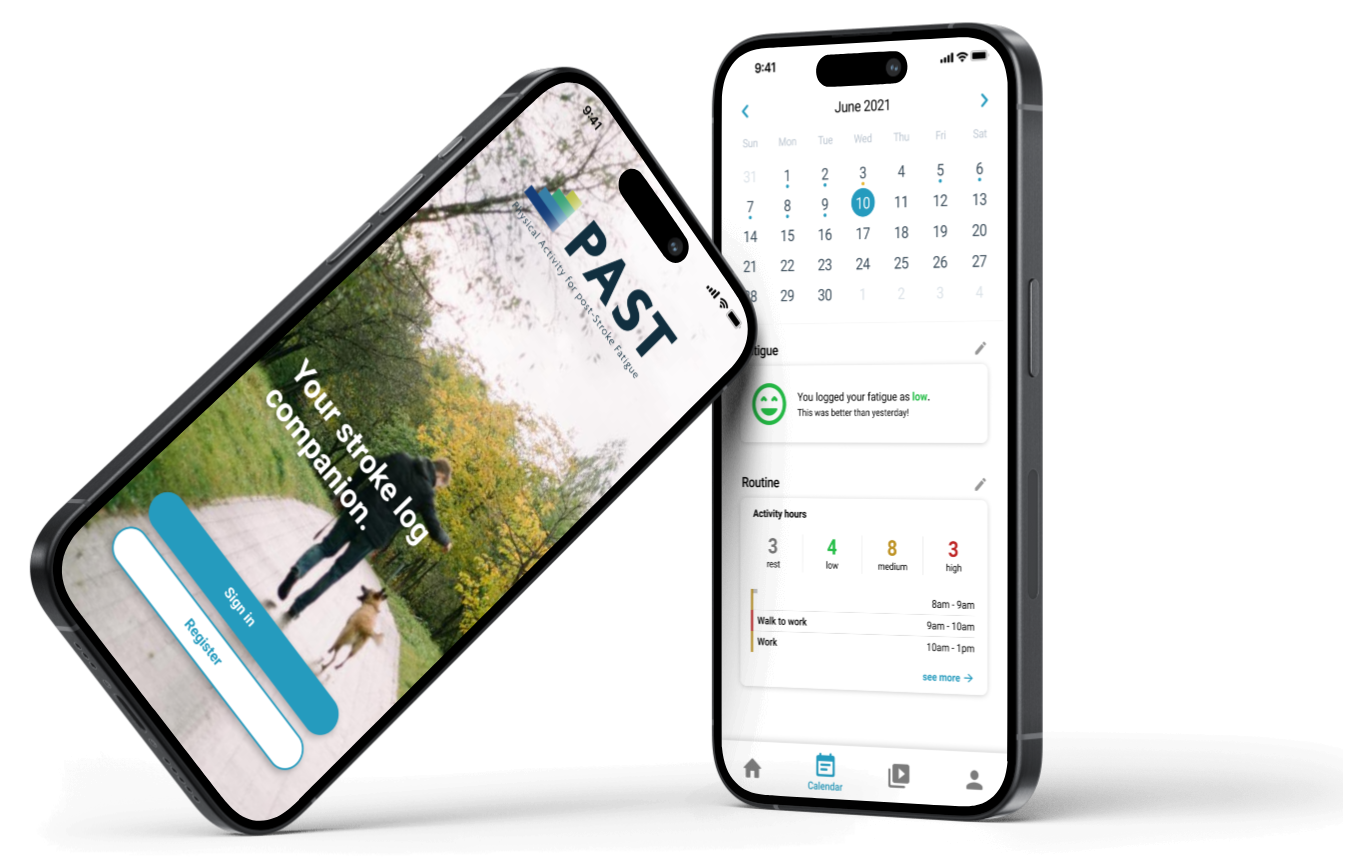 9:41
PAST
Physical Activity for post-Stroke Fatigue
Your stroke log
companion.
Sign in
Register
9:41
June 2021
Sun Mon Tue Wed Thu Fri Sat
31 1 2 3 4 5 6
7 8 9 10 11 12 13
14 15 16 17 18 19 20
21 22 23 24 25 26 27
28 29 30 1 2 3 4
tigue
You logged your fatigue as low.
This was better than yesterday!
Routine
Activity hours
3 4 8 3
rest low medium high
8am - 9am
Walk to work 9am - 10am
Work 10am - 1pm
see more →
Calendar